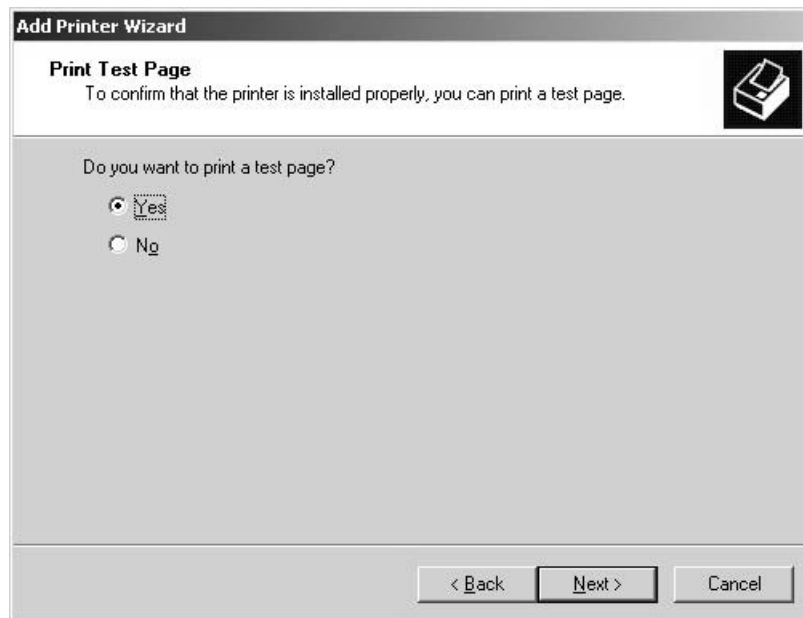 Add Printer Wizard
Print Test Page
To confirm that the printer is installed properly, you can print a test page.
Do you want to print a test page?
Yes
No
< Back
Next >
Cancel